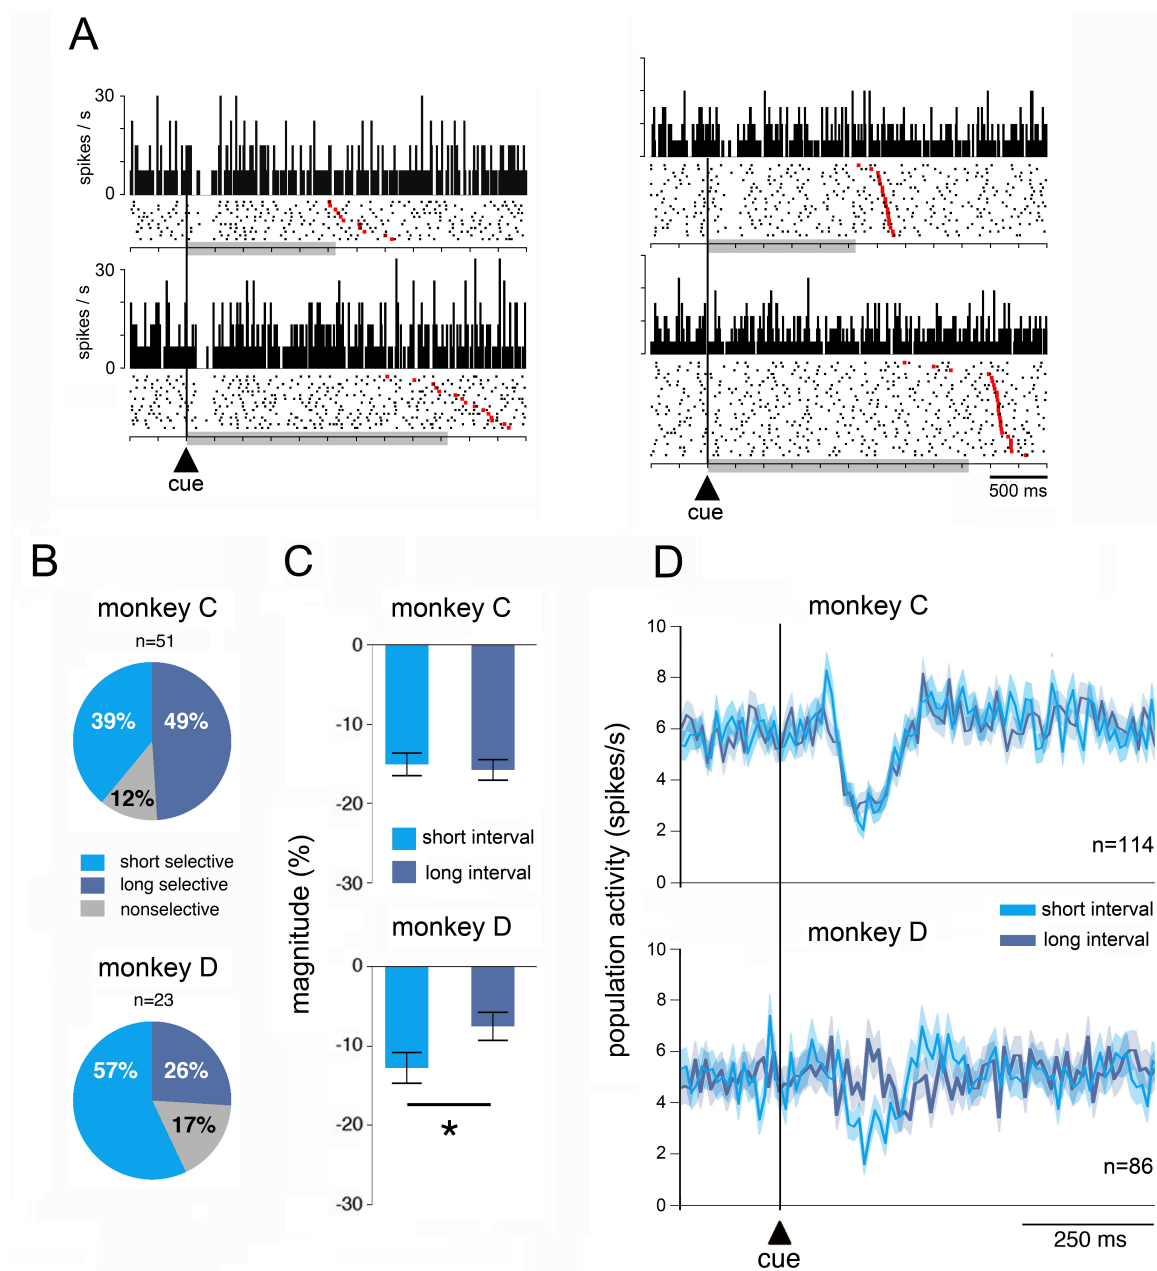 A
30
spikes / s
0
30
spikes / s
0
cue
cue
500 ms
B
monkey C
n=51
39%
49%
12%
short selective
long selective
nonselective
monkey D
n=23
57%
26%
17%
C
monkey C
0
-10
-20
-30
short interval
long interval
magnitude (%)
monkey D
0
-10
-20
-30
*
D
monkey C
10
8
6
4
2
0
n=114
short interval
long interval
population activity (spikes/s)
monkey D
10
8
6
4
2
0
n=86
cue
250 ms